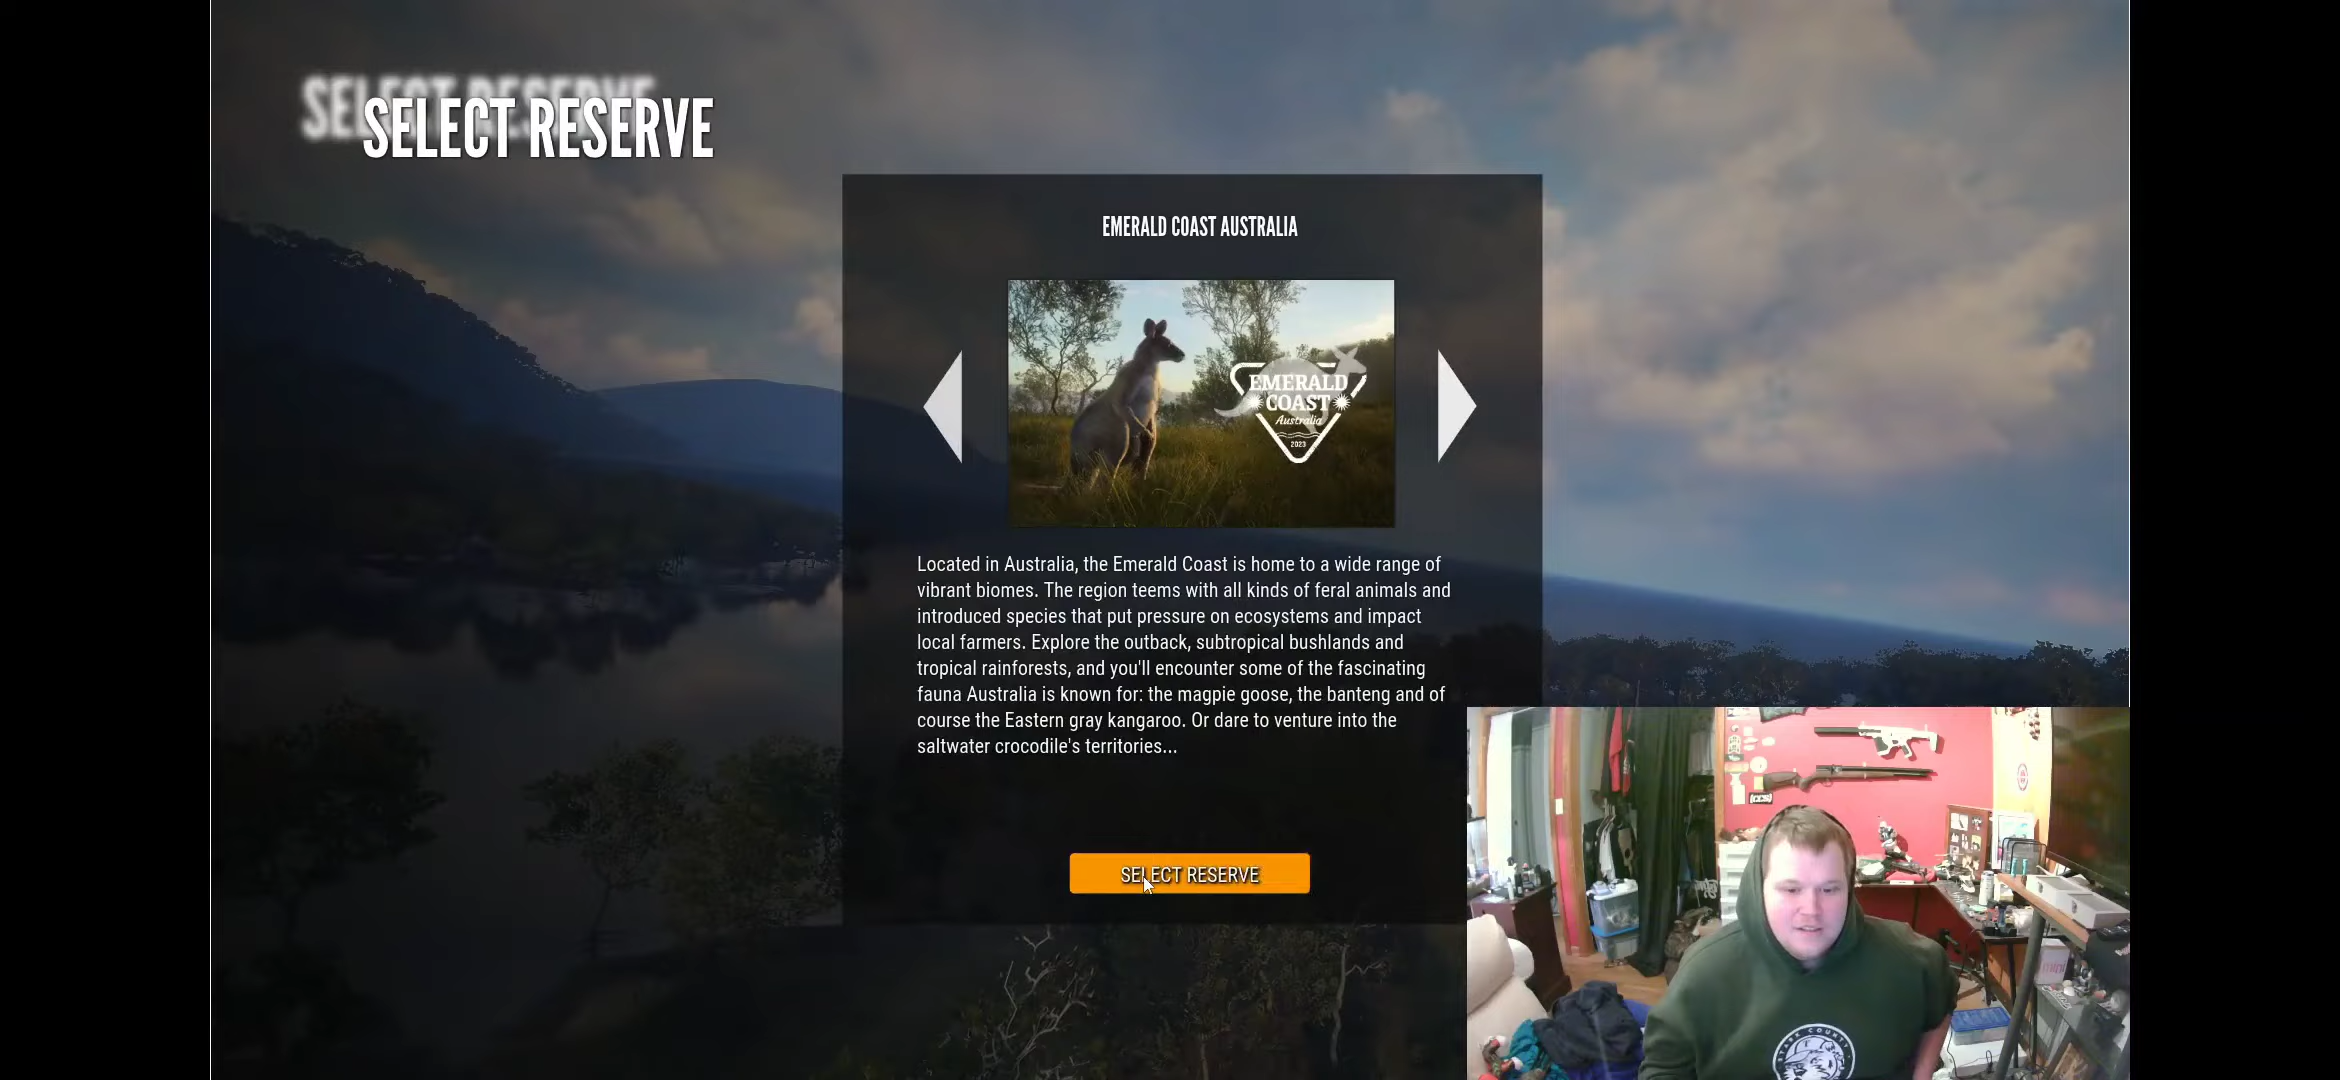 SELECT RESERVE
SELECT RESERVE
EMERALD COAST AUSTRALIA
EMERALD
COAST
Australia
2023
Located in Australia, the Emerald Coast is home to a wide range of
vibrant biomes. The region teems with all kinds of feral animals and
introduced species that put pressure on ecosystems and impact
local farmers. Explore the outback, subtropical bushlands and
tropical rainforests, and you'll encounter some of the fascinating
fauna Australia is known for: the magpie goose, the banteng and of
course the Eastern gray kangaroo. Or dare to venture into the
saltwater crocodile's territories...
SELECT RESERVE
STARK COUNTY